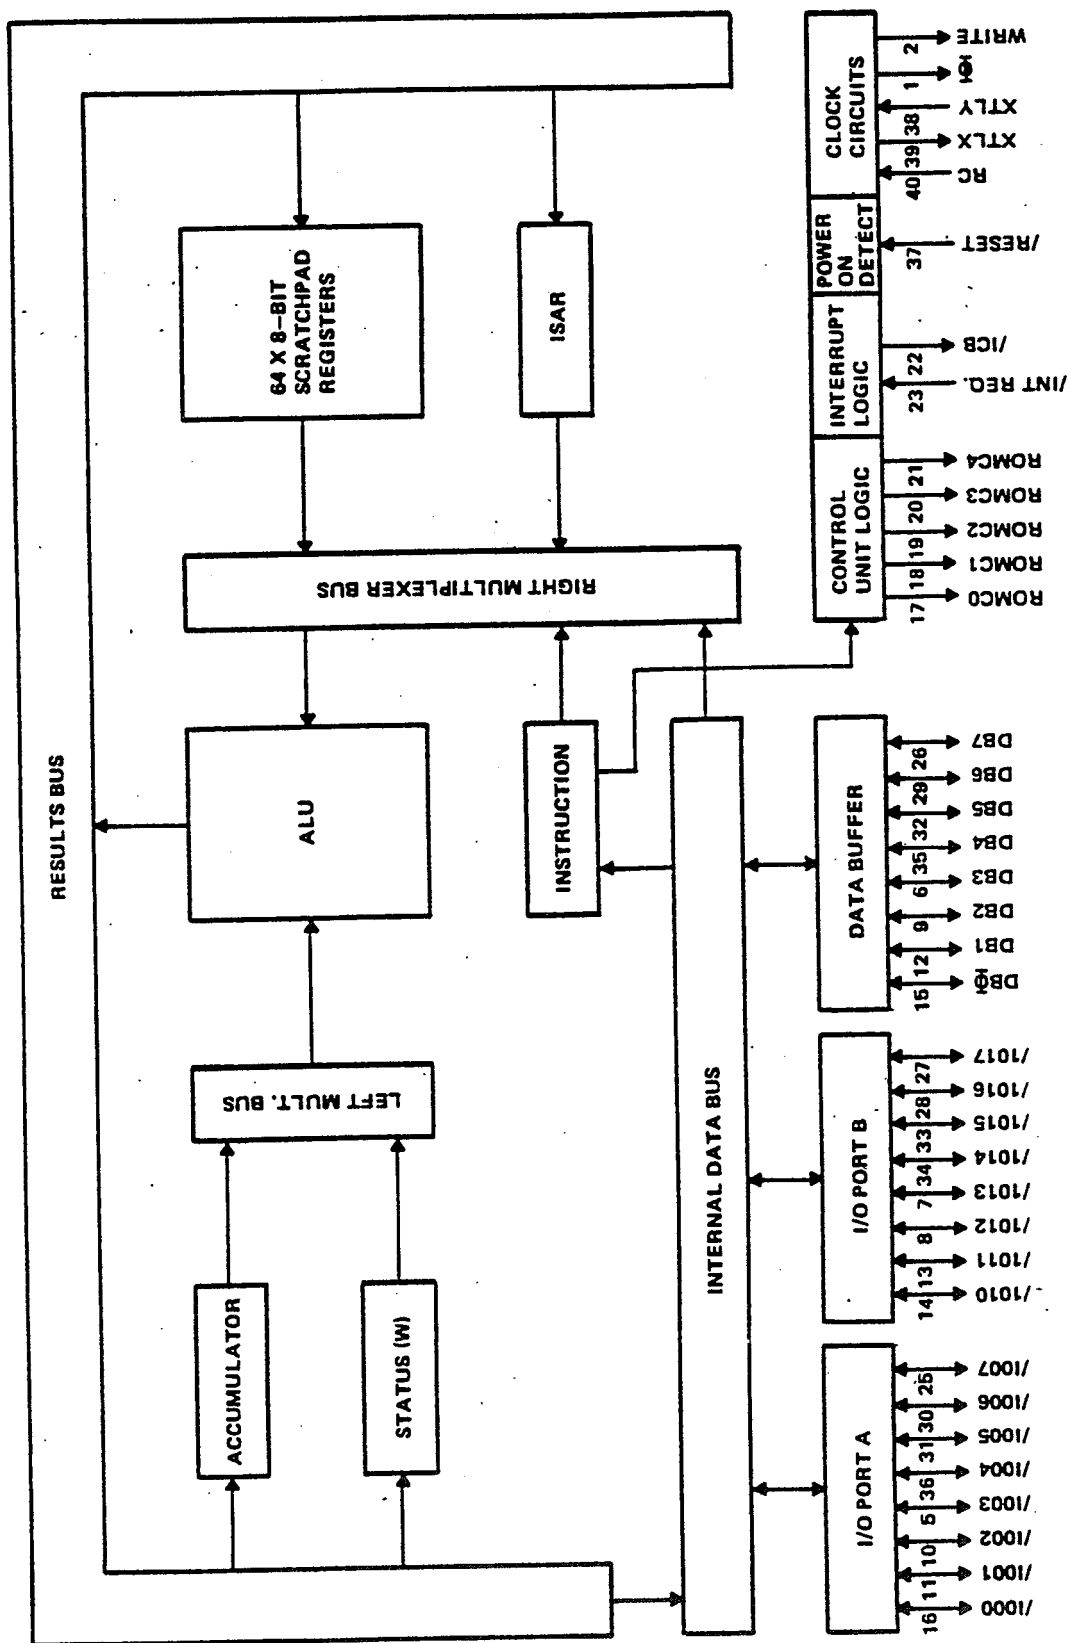 RESULTS BUS
ACCUMULATOR
STATUS (W)
LEFT MULT. BUS
ALU
INSTRUCTION
RIGHT MULTIPLEXER BUS
64 X 8-BIT
SCRATCHPAD
REGISTERS
ISAR
INTERNAL DATA BUS
I/O PORT A
16 11 10 5 36 31 30 25
/IO00 /IO01 /IO02 /IO03 /IO04 /IO05 /IO06 /IO07
I/O PORT B
14 13 8 7 34 33 28 27
/IO10 /IO11 /IO12 /IO13 /IO14 /IO15 /IO16 /IO17
DATA BUFFER
15 12 9 6 35 32 29 26
DBΦ DB1 DB2 DB3 DB4 DB5 DB6 DB7
CONTROL
UNIT LOGIC
17 18 19 20 21
ROMC0 ROMC1 ROMC2 ROMC3 ROMC4
INTERRUPT
LOGIC
23 22
/INT REQ. /ICB
POWER
ON
DETECT
37
/RESET
CLOCK
CIRCUITS
40 39 38 1 2
RC XTLX XTLY Φ WRITE